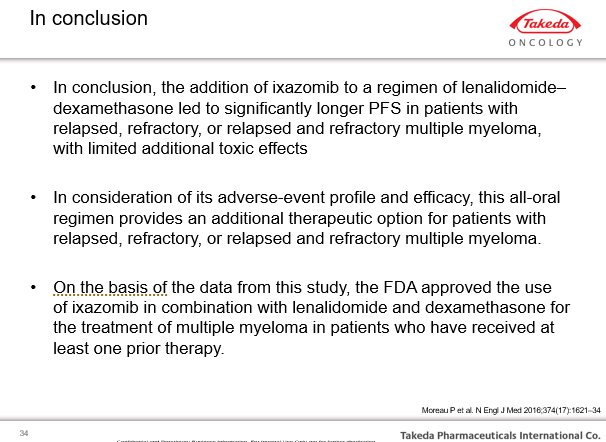 In conclusion
Takeda
ONCOLOGY
• In conclusion, the addition of ixazomib to a regimen of lenalidomide–
dexamethasone led to significantly longer PFS in patients with
relapsed, refractory, or relapsed and refractory multiple myeloma,
with limited additional toxic effects
• In consideration of its adverse-event profile and efficacy, this all-oral
regimen provides an additional therapeutic option for patients with
relapsed, refractory, or relapsed and refractory multiple myeloma.
• On the basis of the data from this study, the FDA approved the use
of ixazomib in combination with lenalidomide and dexamethasone for
the treatment of multiple myeloma in patients who have received at
least one prior therapy.
Moreau P et al. N Engl J Med 2016;374(17):1621–34
34
Takeda Pharmaceuticals International Co.